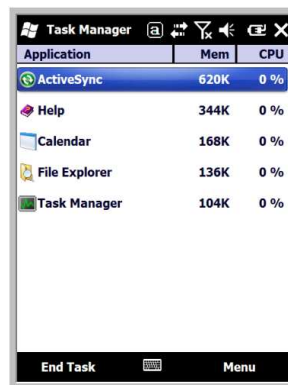 Task Manager a
Application Mem CPU
ActiveSync 620K 0 %
Help 344K 0 %
Calendar 168K 0 %
File Explorer 136K 0 %
Task Manager 104K 0 %
End Task Menu